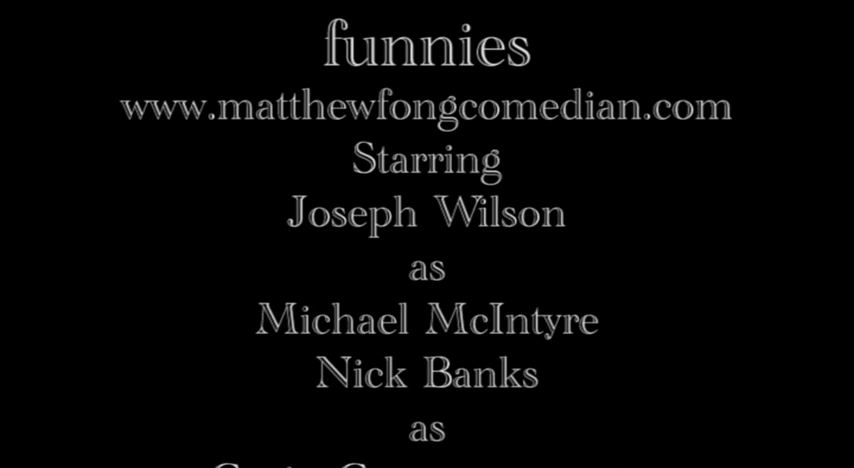 funnies
www.matthewfongcomedian.com
Starring
Joseph Wilson
as
Michael McIntyre
Nick Banks
as